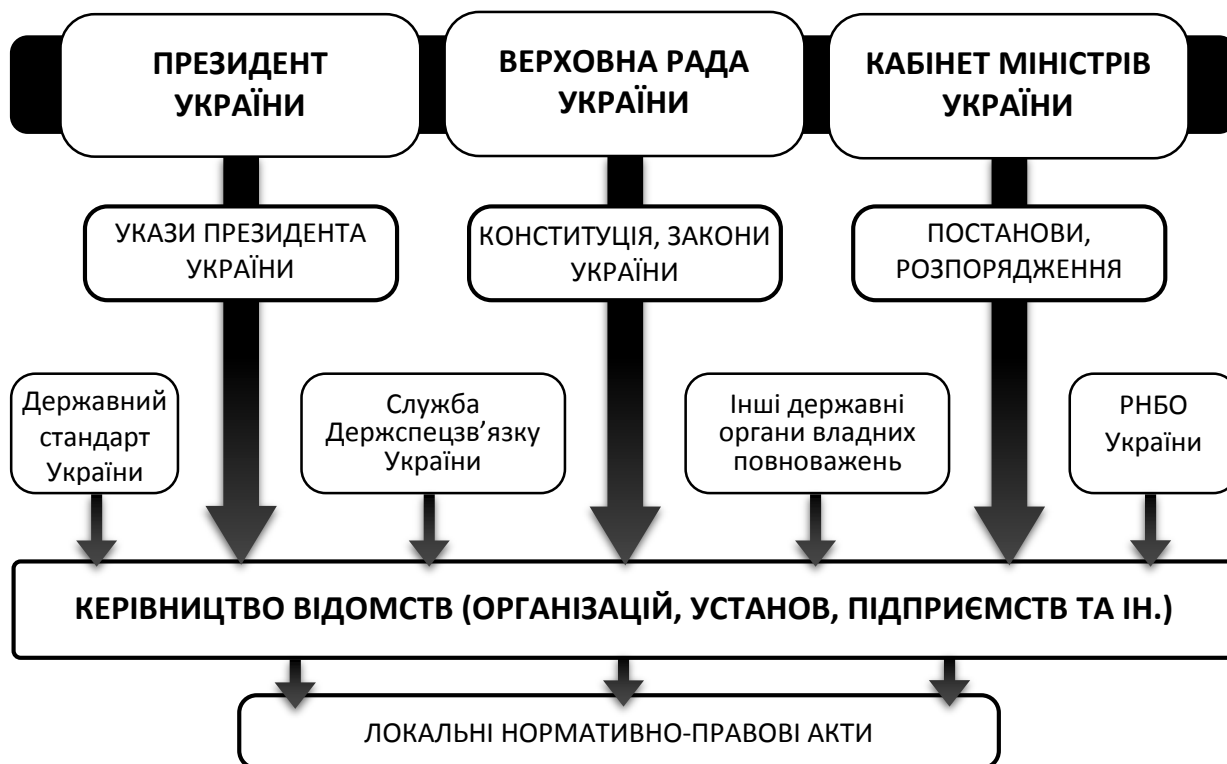 ПРЕЗИДЕНТ
УКРАЇНИ
ВЕРХОВНА РАДА
УКРАЇНИ
КАБІНЕТ МІНІСТРІВ
УКРАЇНИ
УКАЗИ ПРЕЗИДЕНТА
УКРАЇНИ
КОНСТИТУЦІЯ, ЗАКОНИ
УКРАЇНИ
ПОСТАНОВИ,
РОЗПОРЯДЖЕННЯ
Державний
стандарт
України
Служба
Держспецзв’язку
України
Інші державні
органи владних
повноважень
РНБО
України
КЕРІВНИЦТВО ВІДОМСТВ (ОРГАНІЗАЦІЙ, УСТАНОВ, ПІДПРИЄМСТВ ТА ІН.)
ЛОКАЛЬНІ НОРМАТИВНО-ПРАВОВІ АКТИ